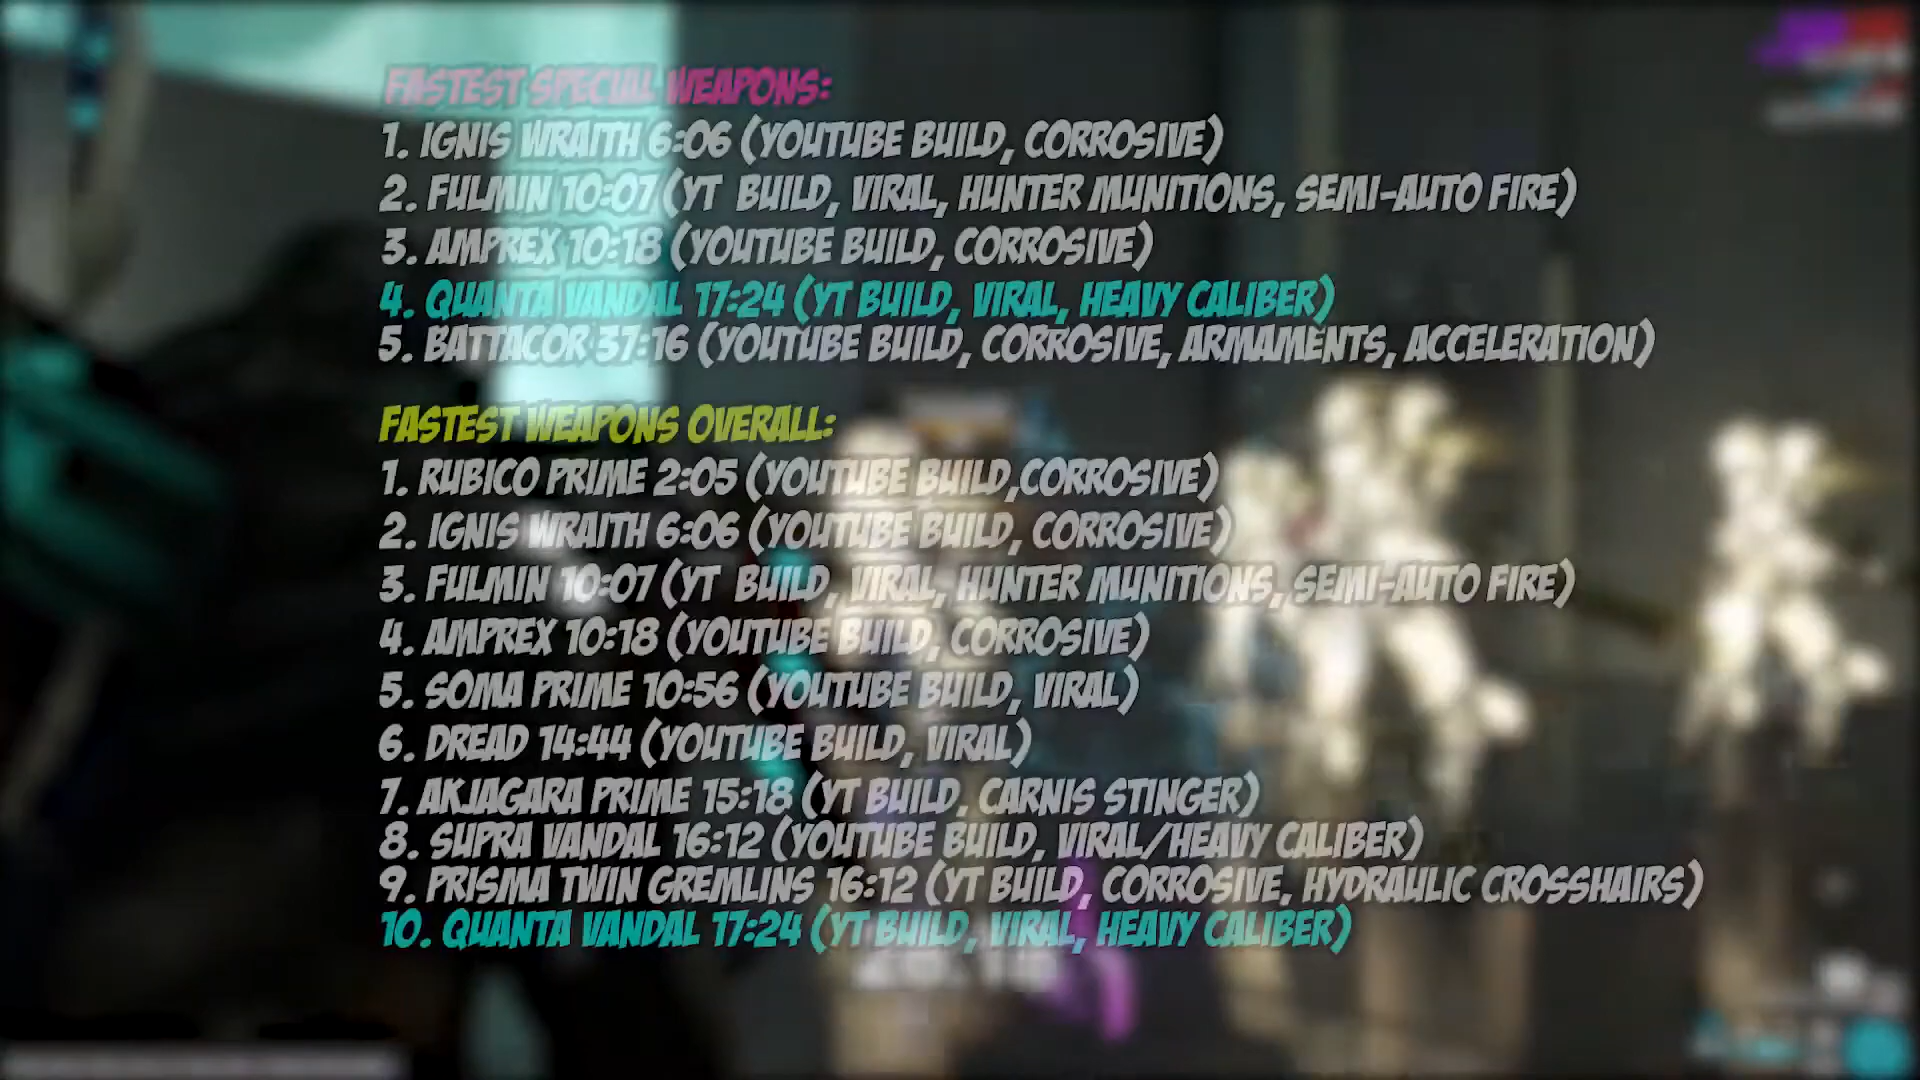 FASTEST SPECIAL WEAPONS:
1. IGNIS WRAITH 6:06 (YOUTUBE BUILD, CORROSIVE)
2. FULMIN 10:07 (YT BUILD, VIRAL, HUNTER MUNITIONS, SEMI-AUTO FIRE)
3. AMPREX 10:18 (YOUTUBE BUILD, CORROSIVE)
4. QUANTA VANDAL 17:24 (YT BUILD, VIRAL, HEAVY CALIBER)
5. BATTACOR 37:16 (YOUTUBE BUILD, CORROSIVE, ARMAMENTS, ACCELERATION)
FASTEST WEAPONS OVERALL:
1. RUBICO PRIME 2:05 (YOUTUBE BUILD,CORROSIVE)
2. IGNIS WRAITH 6:06 (YOUTUBE BUILD, CORROSIVE)
3. FULMIN 10:07 (YT BUILD, VIRAL, HUNTER MUNITIONS, SEMI-AUTO FIRE)
4. AMPREX 10:18 (YOUTUBE BUILD, CORROSIVE)
5. SOMA PRIME 10:56 (YOUTUBE BUILD, VIRAL)
6. DREAD 14:44 (YOUTUBE BUILD, VIRAL)
7. AKJAGARA PRIME 15:18 (YT BUILD, CARNIS STINGER)
8. SUPRA VANDAL 16:12 (YOUTUBE BUILD, VIRAL/HEAVY CALIBER)
9. PRISMA TWIN GREMLINS 16:12 (YT BUILD, CORROSIVE, HYDRAULIC CROSSHAIRS)
10. QUANTA VANDAL 17:24 (YT BUILD, VIRAL, HEAVY CALIBER)